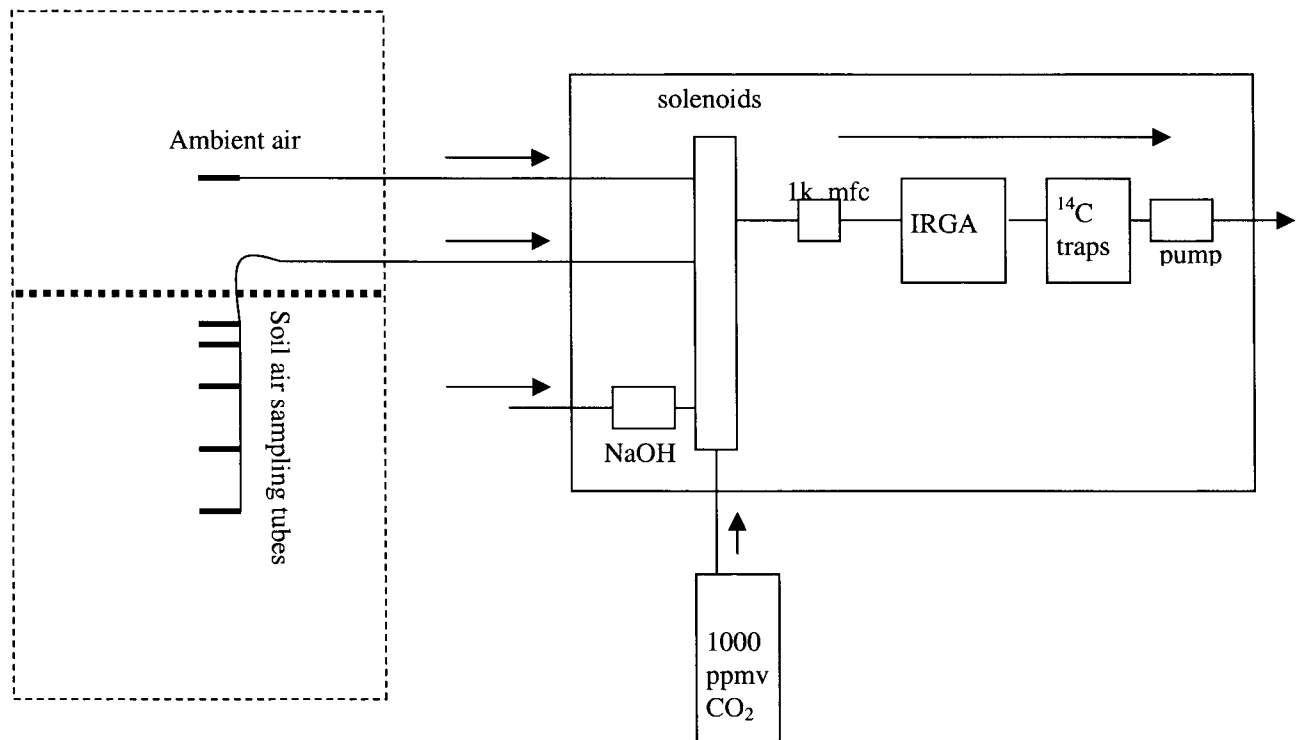 solenoids
Ambient air
1k mfc
IRGA
¹⁴C
traps
pump
Soil air sampling tubes
NaOH
1000
ppmv
CO₂